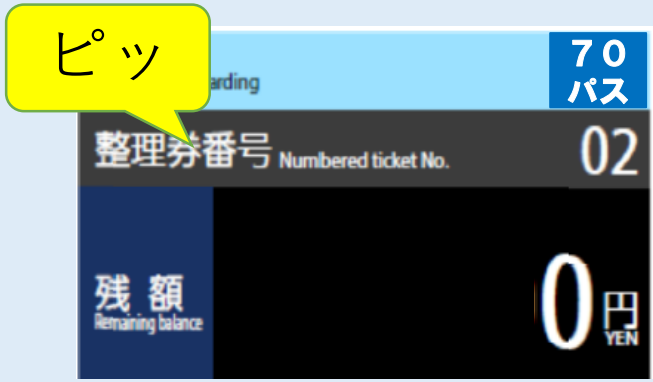 ピッ
arding
70
パス
整理券番号 Numbered ticket No. 02
残額
Remaining balance
0円
YEN